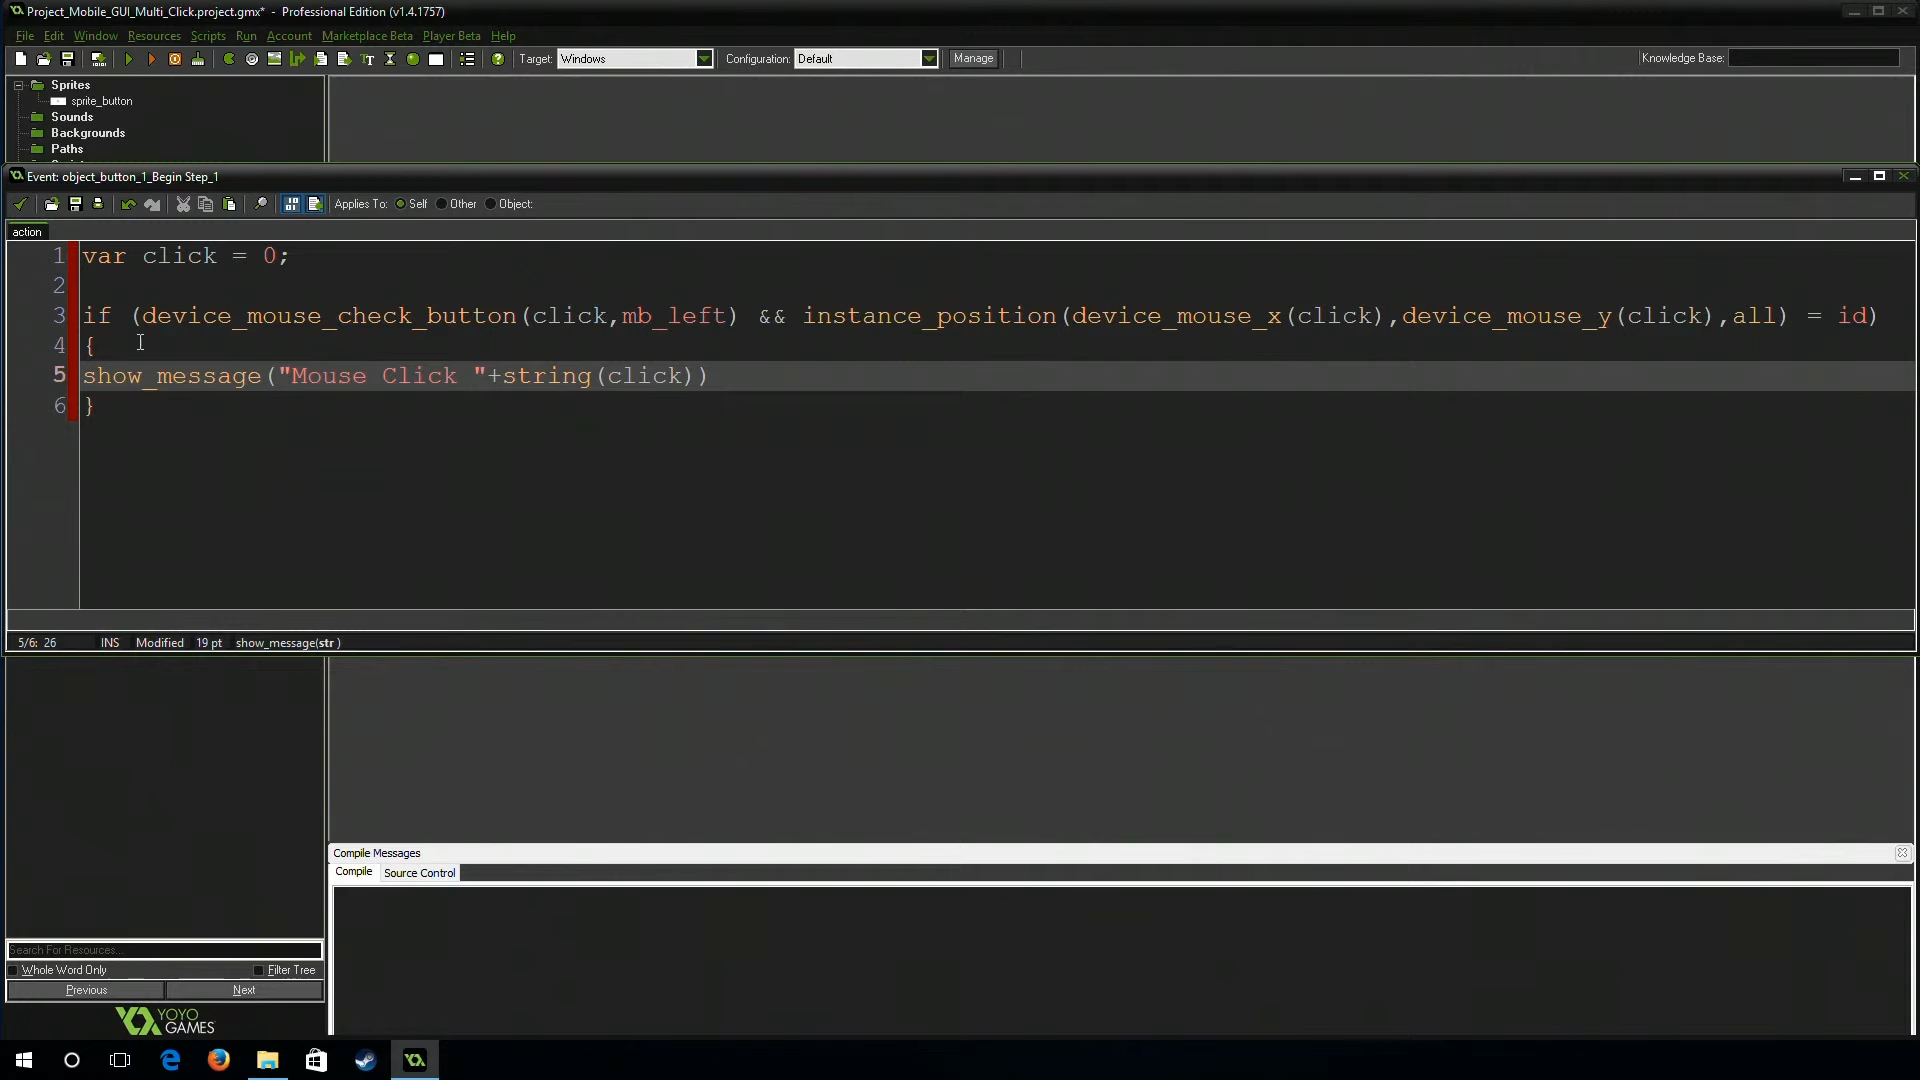 Project_Mobile_GUI_Multi_Click.project.gmx* - Professional Edition (v1.4.1757)
File Edit Window Resources Scripts Run Account Marketplace Beta Player Beta Help
Target: Windows Configuration: Default Manage Knowledge Base:
Sprites
sprite_button
Sounds
Backgrounds
Paths
Event: object_button_1_Begin Step_1
Applies To: Self Other Object:
action
1 var click = 0;
2
3 if (device_mouse_check_button(click,mb_left) && instance_position(device_mouse_x(click),device_mouse_y(click),all) = id)
4 {
5 show_message("Mouse Click "+string(click))
6 }
5/6: 26 INS Modified 19 pt show_message(str )
Compile Messages
Compile Source Control
Search For Resources...
Whole Word Only Filter Tree
Previous Next
YOYO
GAMES